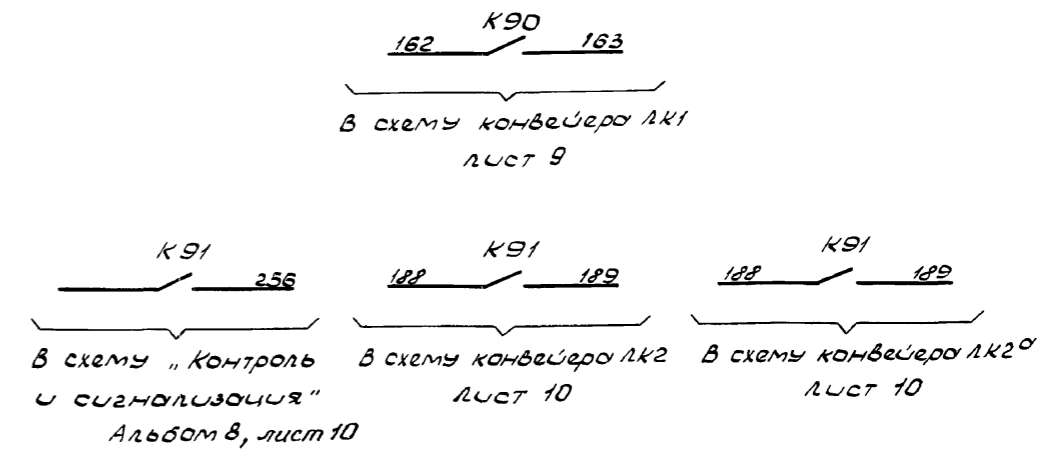 К90
162 163
В схему конвейера ЛК1
лист 9
К91
256
В схему „Контроль
и сигнализация“
Альбом 8, лист 10
К91
188 189
В схему конвейера ЛК2
лист 10
К91
188 189
В схему конвейера ЛК2а
лист 10